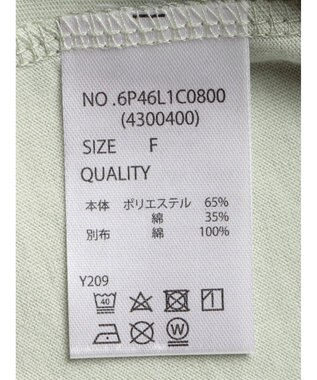 NO .6P46L1C0800
(4300400)
SIZE F
QUALITY
本体 ポリエステル 65%
綿 35%
別布 綿 100%
Y209
40
W